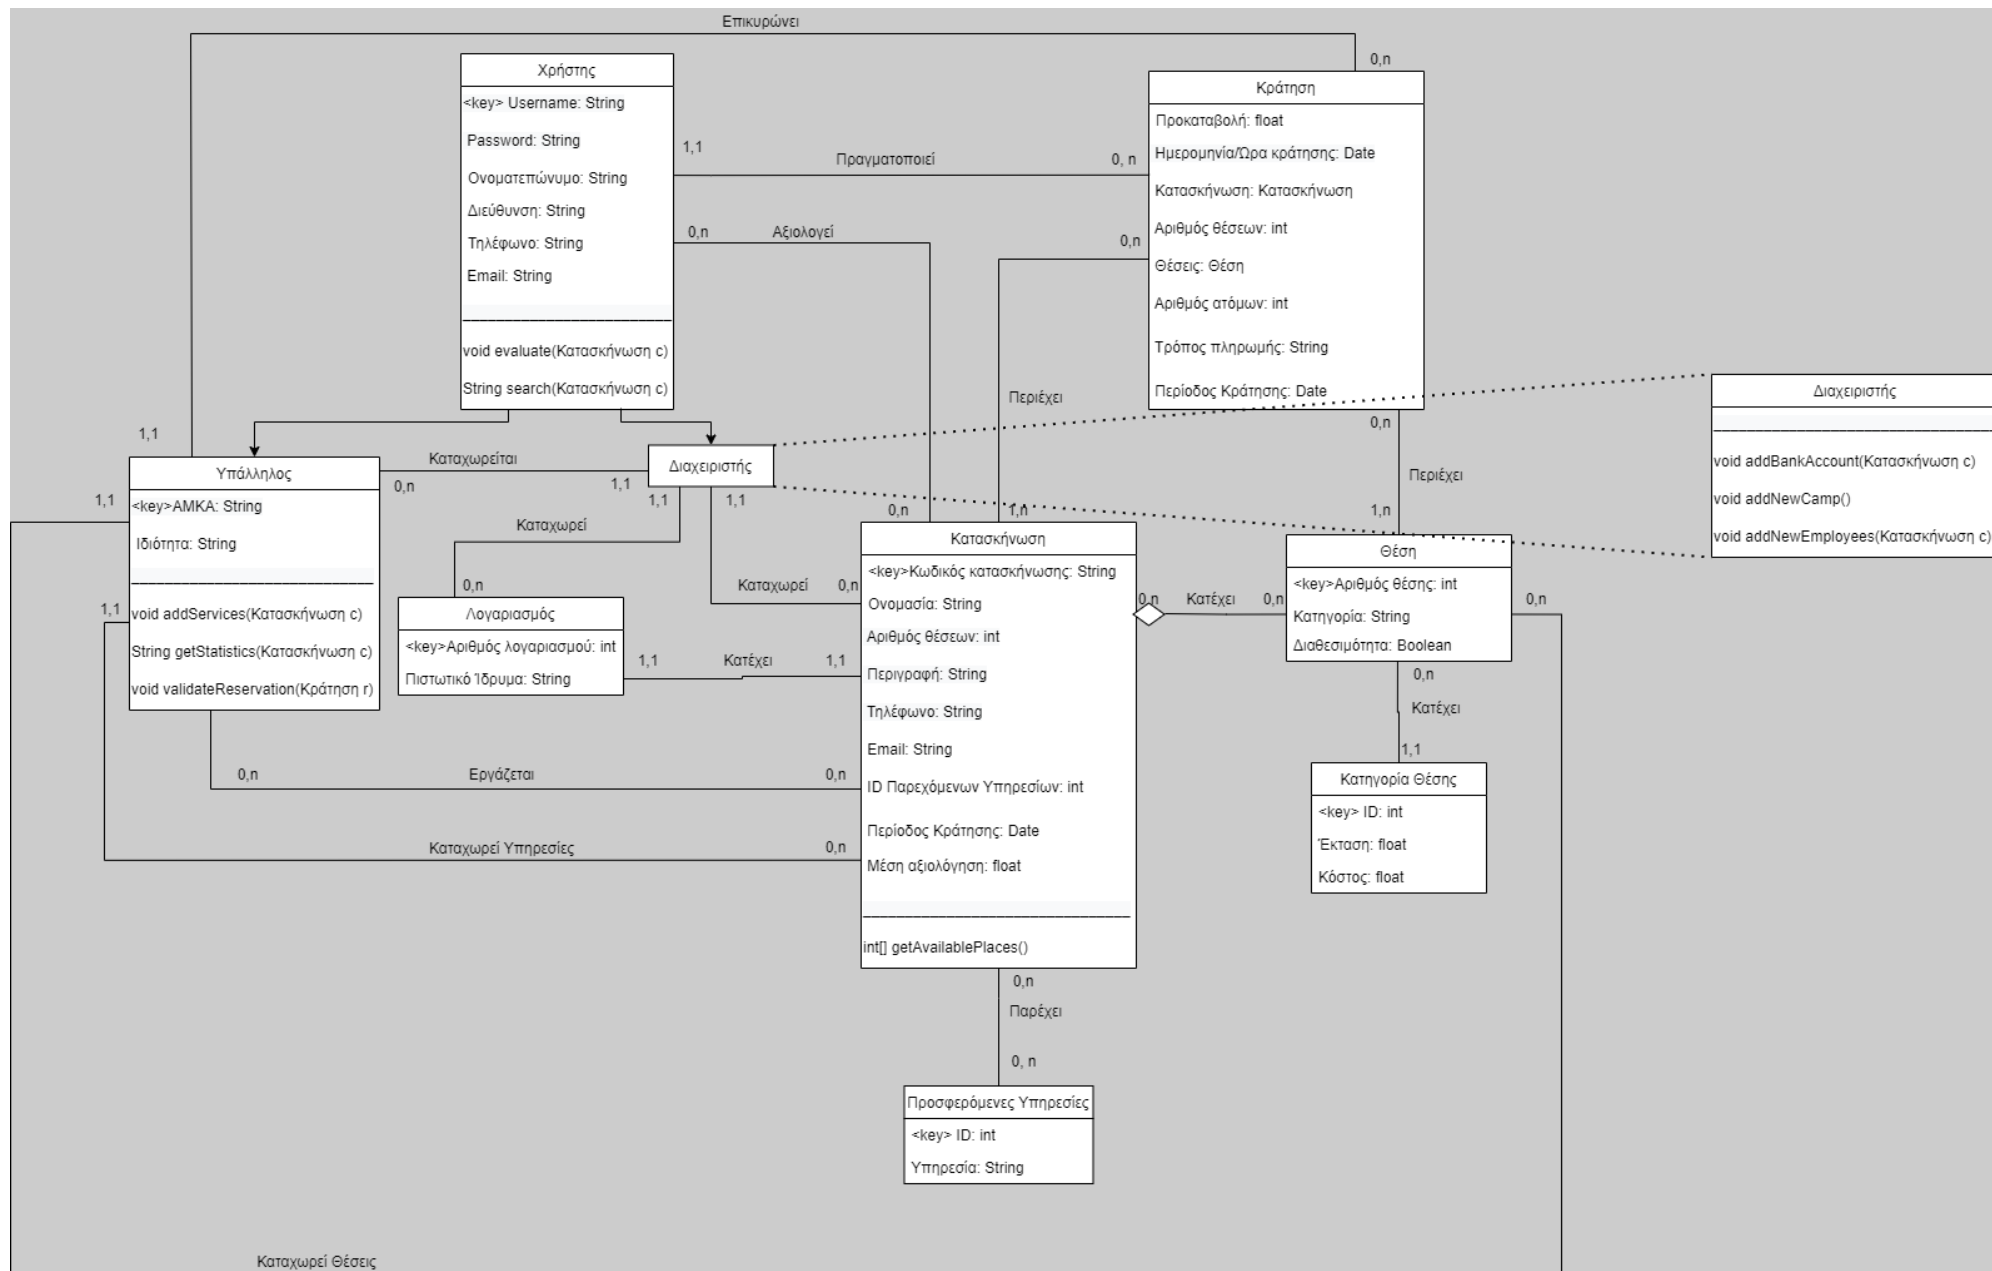 Επικυρώνει
0,n
Χρήστης
<key> Username: String
Password: String
Ονοματεπώνυμο: String
Διεύθυνση: String
Τηλέφωνο: String
Email: String
void evaluate(Κατασκήνωση c)
String search(Κατασκήνωση c)
Κράτηση
Προκαταβολή: float
Ημερομηνία/Ώρα κράτησης: Date
Κατασκήνωση: Κατασκήνωση
Αριθμός θέσεων: int
Θέσεις: Θέση
Αριθμός ατόμων: int
Τρόπος πληρωμής: String
Περίοδος Κράτησης: Date
1,1
Πραγματοποιεί
0, n
0,n
Αξιολογεί
0,n
Περιέχει
0,n
Περιέχει
1,n
Διαχειριστής
void addBankAccount(Κατασκήνωση c)
void addNewCamp()
void addNewEmployees(Κατασκήνωση c)
1,1
1,1
Υπάλληλος
<key>ΑΜΚΑ: String
Ιδιότητα: String
void addServices(Κατασκήνωση c)
String getStatistics(Κατασκήνωση c)
void validateReservation(Κράτηση r)
1,1
Καταχωρείται
0,n
1,1
Διαχειριστής
1,1
1,1
Καταχωρεί
0,n
Καταχωρεί
0,n
0,n
1,n
Λογαριασμός
<key>Αριθμός λογαριασμού: int
Πιστωτικό Ίδρυμα: String
1,1
Κατέχει
1,1
Κατασκήνωση
<key>Κωδικός κατασκήνωσης: String
Ονομασία: String
Αριθμός θέσεων: int
Περιγραφή: String
Τηλέφωνο: String
Email: String
ID Παρεχόμενων Υπηρεσίων: int
Περίοδος Κράτησης: Date
Μέση αξιολόγηση: float
int[] getAvailablePlaces()
0,n
Κατέχει
0,n
Θέση
<key>Αριθμός θέσης: int
Κατηγορία: String
Διαθεσιμότητα: Boolean
0,n
0,n
Κατέχει
1,1
Κατηγορία Θέσης
<key> ID: int
Έκταση: float
Κόστος: float
0,n
Εργάζεται
0,n
Καταχωρεί Υπηρεσίες
0,n
0,n
Παρέχει
0, n
Προσφερόμενες Υπηρεσίες
<key> ID: int
Υπηρεσία: String
Καταχωρεί Θέσεις